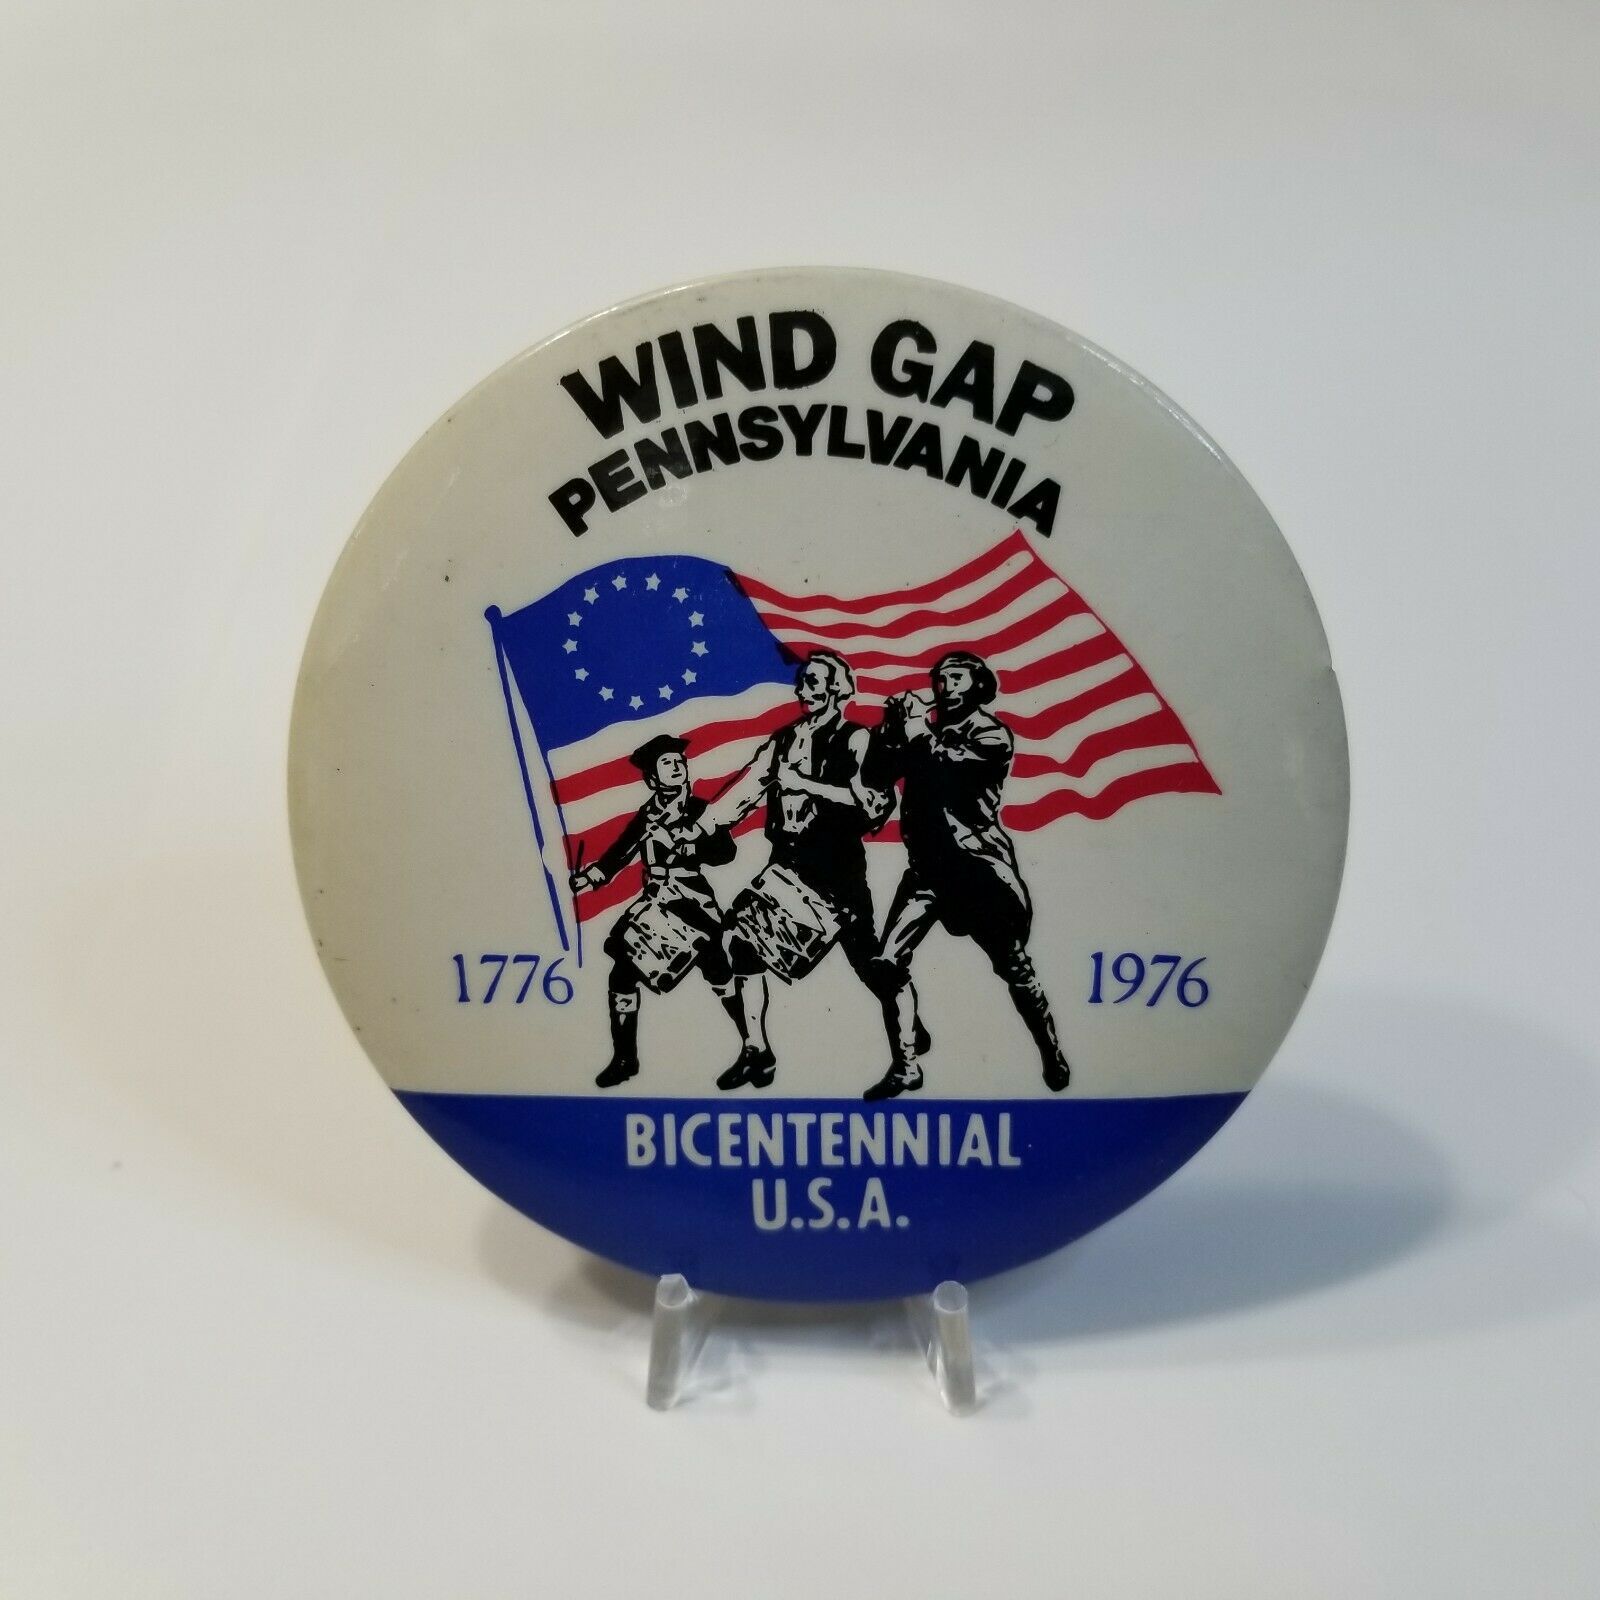 WIND GAP
PENNSYLVANIA
1776 1976
BICENTENNIAL
U.S.A.